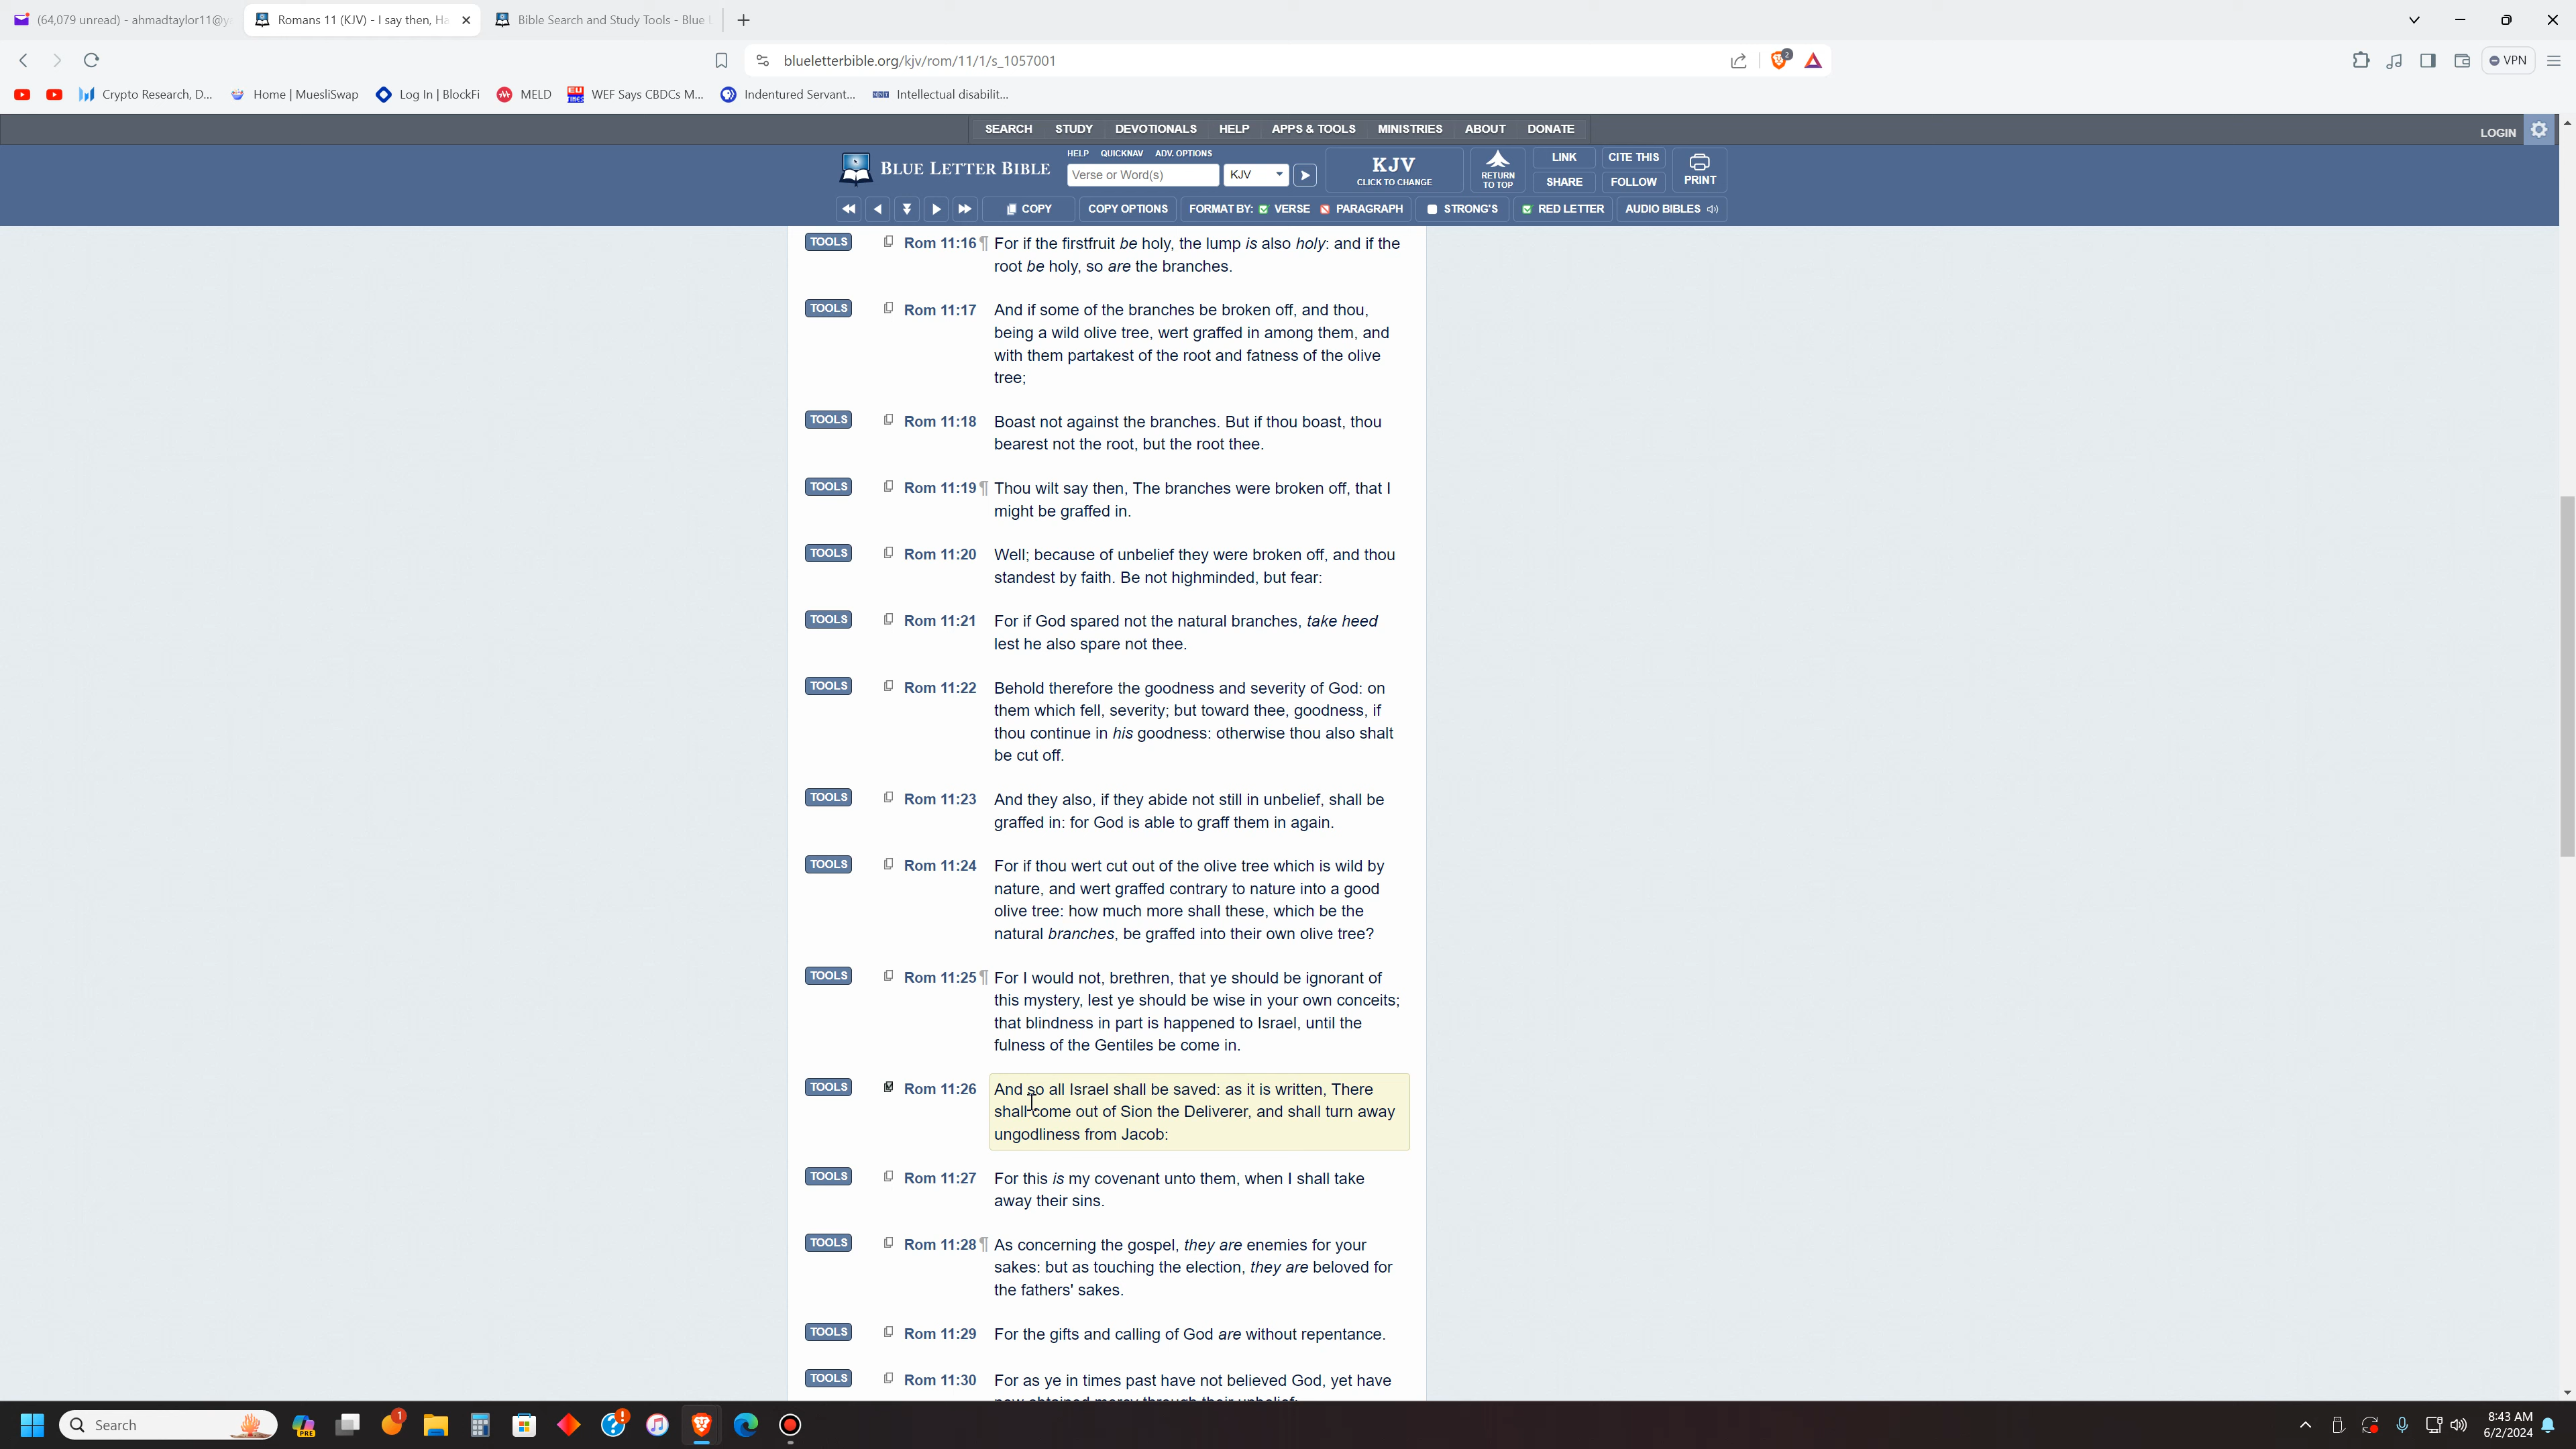 (64,079 unread) - ahmadtaylor11@y
Romans 11 (KJV) - I say then, Ha
Bible Search and Study Tools - Blue
blueletterbible.org/kjv/rom/11/1/s_1057001
2
VPN
Crypto Research, D...
Home | MuesliSwap
Log In | BlockFi
MELD
WEF Says CBDCs M...
Indentured Servant...
Intellectual disabilit...
SEARCH STUDY DEVOTIONALS HELP APPS & TOOLS MINISTRIES ABOUT DONATE
LOGIN
BLUE LETTER BIBLE
HELP QUICKNAV ADV. OPTIONS
Verse or Word(s)
KJV
KJV
CLICK TO CHANGE
RETURN
TO TOP
LINK
CITE THIS
SHARE
FOLLOW
PRINT
COPY
COPY OPTIONS
FORMAT BY: VERSE PARAGRAPH
STRONG'S
RED LETTER
AUDIO BIBLES
TOOLS Rom 11:16 ¶ For if the firstfruit be holy, the lump is also holy: and if the
root be holy, so are the branches.
TOOLS Rom 11:17 And if some of the branches be broken off, and thou,
being a wild olive tree, wert graffed in among them, and
with them partakest of the root and fatness of the olive
tree;
TOOLS Rom 11:18 Boast not against the branches. But if thou boast, thou
bearest not the root, but the root thee.
TOOLS Rom 11:19 ¶ Thou wilt say then, The branches were broken off, that I
might be graffed in.
TOOLS Rom 11:20 Well; because of unbelief they were broken off, and thou
standest by faith. Be not highminded, but fear:
TOOLS Rom 11:21 For if God spared not the natural branches, take heed
lest he also spare not thee.
TOOLS Rom 11:22 Behold therefore the goodness and severity of God: on
them which fell, severity; but toward thee, goodness, if
thou continue in his goodness: otherwise thou also shalt
be cut off.
TOOLS Rom 11:23 And they also, if they abide not still in unbelief, shall be
graffed in: for God is able to graff them in again.
TOOLS Rom 11:24 For if thou wert cut out of the olive tree which is wild by
nature, and wert graffed contrary to nature into a good
olive tree: how much more shall these, which be the
natural branches, be graffed into their own olive tree?
TOOLS Rom 11:25 ¶ For I would not, brethren, that ye should be ignorant of
this mystery, lest ye should be wise in your own conceits;
that blindness in part is happened to Israel, until the
fulness of the Gentiles be come in.
TOOLS Rom 11:26 And so all Israel shall be saved: as it is written, There
shall come out of Sion the Deliverer, and shall turn away
ungodliness from Jacob:
TOOLS Rom 11:27 For this is my covenant unto them, when I shall take
away their sins.
TOOLS Rom 11:28 ¶ As concerning the gospel, they are enemies for your
sakes: but as touching the election, they are beloved for
the fathers' sakes.
TOOLS Rom 11:29 For the gifts and calling of God are without repentance.
TOOLS Rom 11:30 For as ye in times past have not believed God, yet have
Search
PRE
1
8:43 AM
6/2/2024